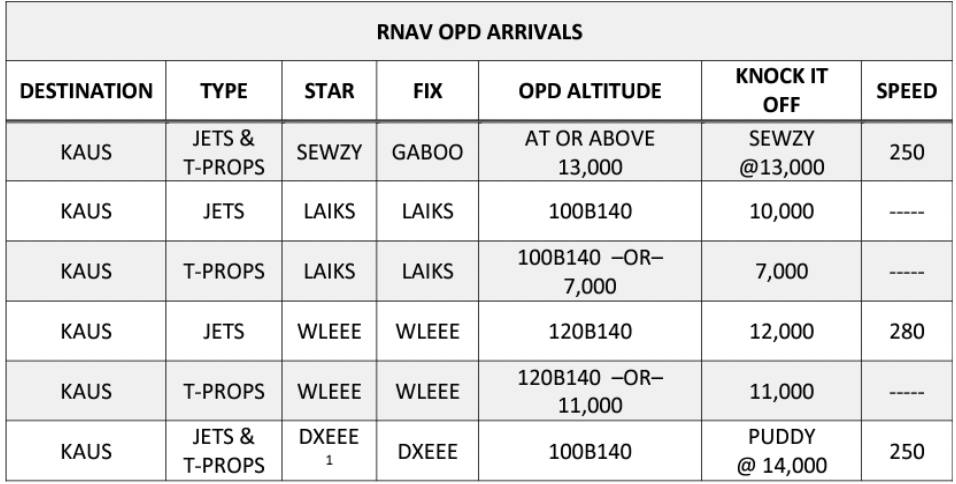 RNAV OPD ARRIVALS
DESTINATION TYPE STAR FIX OPD ALTITUDE KNOCK IT OFF SPEED
KAUS JETS & T-PROPS SEWZY GABOO AT OR ABOVE 13,000 SEWZY @13,000 250
KAUS JETS LAIKS LAIKS 100B140 10,000 -----
KAUS T-PROPS LAIKS LAIKS 100B140 –OR– 7,000 7,000 -----
KAUS JETS WLEEE WLEEE 120B140 12,000 280
KAUS T-PROPS WLEEE WLEEE 120B140 –OR– 11,000 11,000 -----
KAUS JETS & T-PROPS DXEEE 1 DXEEE 100B140 PUDDY @ 14,000 250